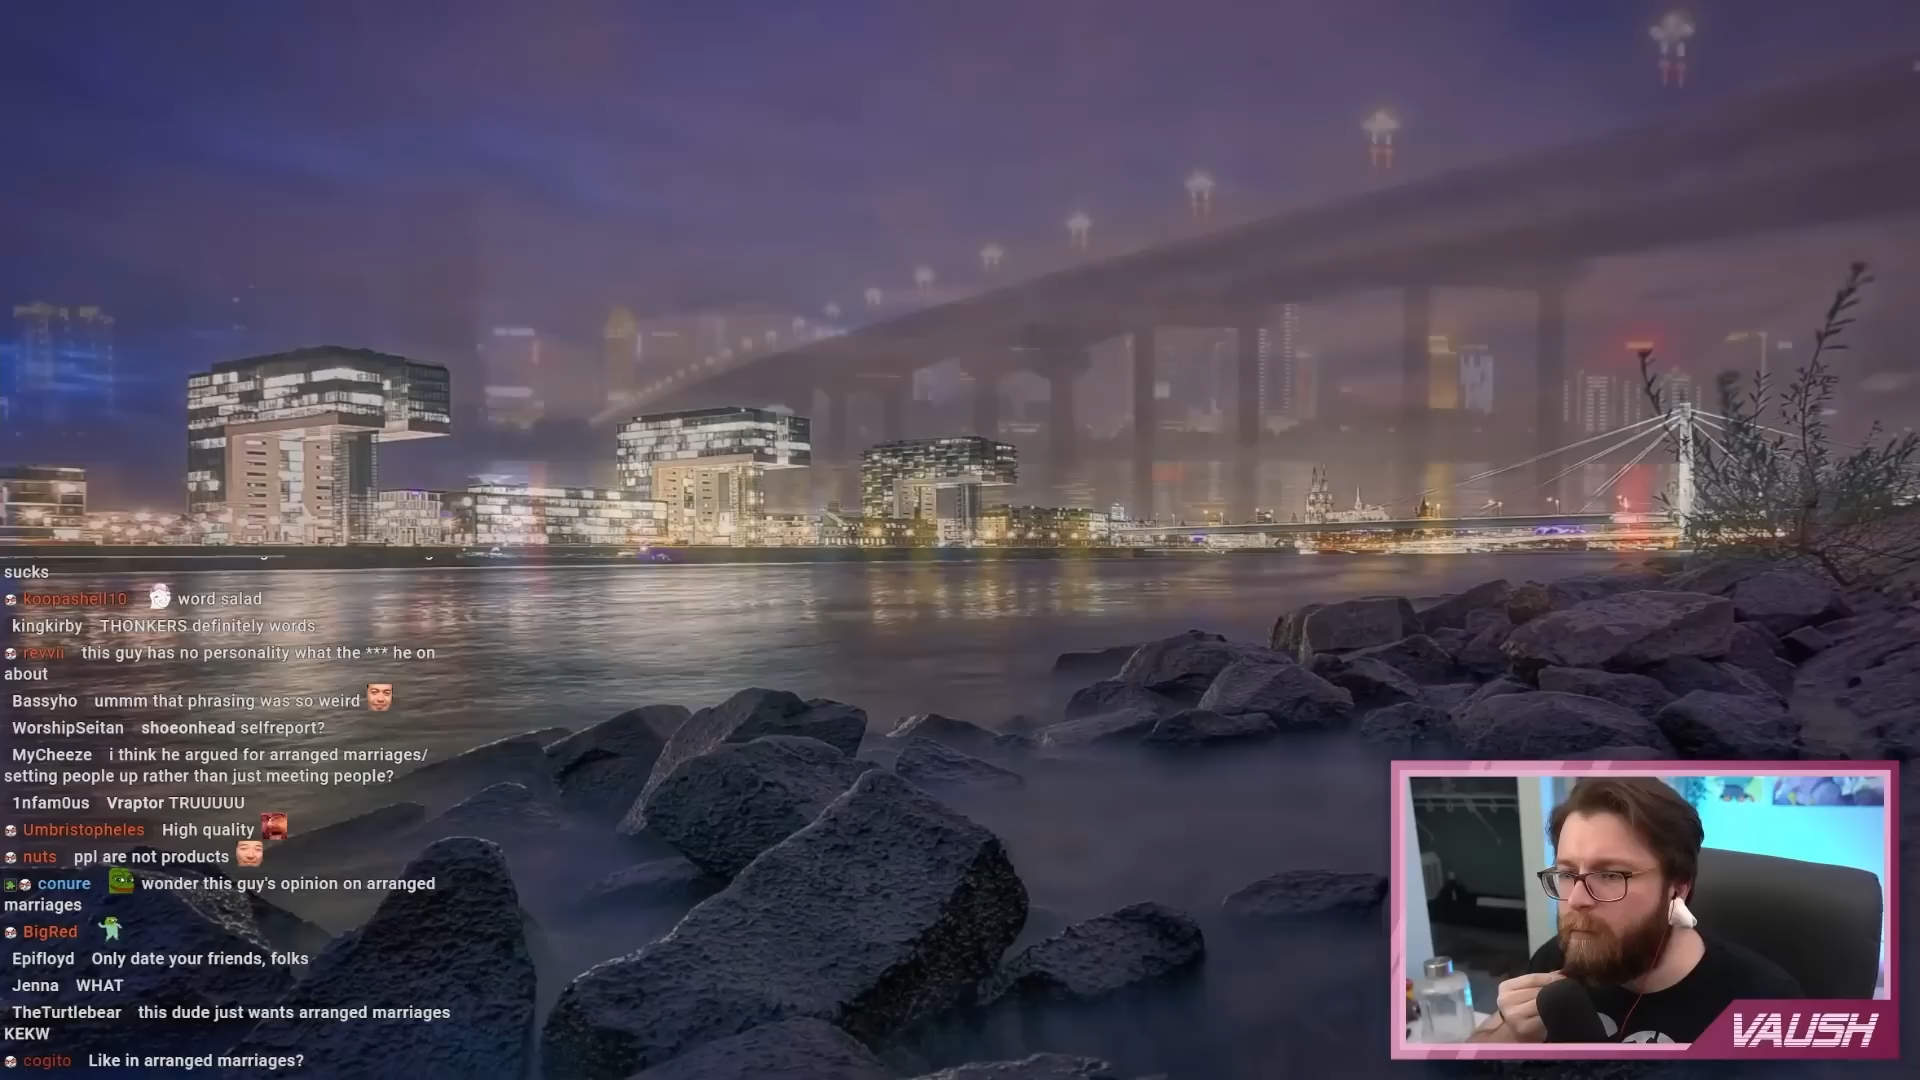 sucks
koopashell10 word salad
kingkirby THONKERS definitely words
revvii this guy has no personality what the *** he on
about
Bassyho ummm that phrasing was so weird
WorshipSeitan shoeonhead selfreport?
MyCheeze i think he argued for arranged marriages/
setting people up rather than just meeting people?
1nfam0us Vraptor TRUUUUU
Umbristopheles High quality
nuts ppl are not products
conure wonder this guy's opinion on arranged
marriages
BigRed
Epifloyd Only date your friends, folks
Jenna WHAT
TheTurtlebear this dude just wants arranged marriages
KEKW
cogito Like in arranged marriages?
VAUSH